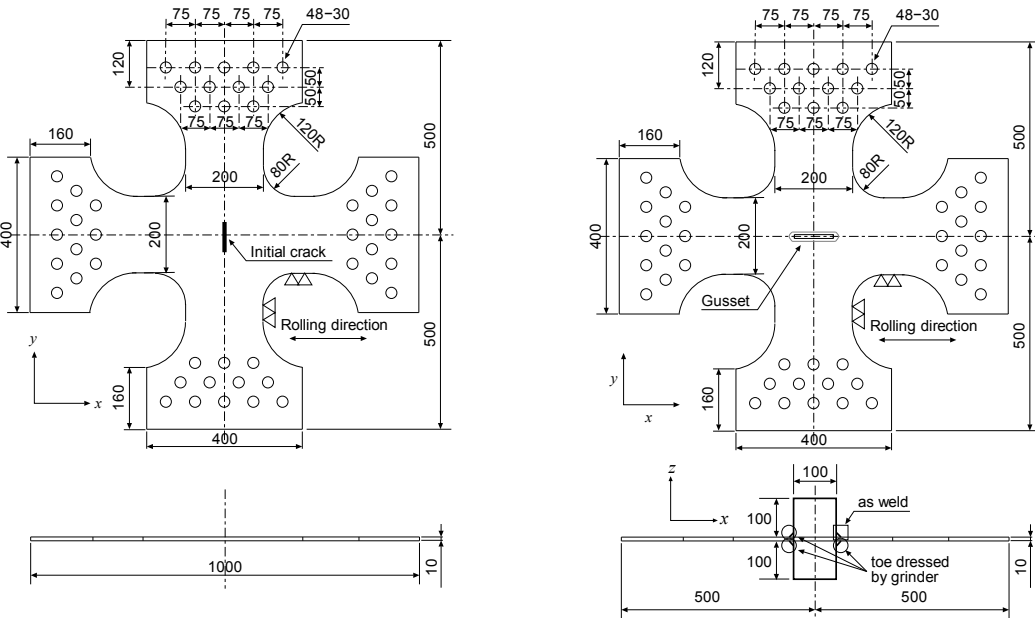 75 75 75 75
48−30
120
50 50
75 75 75
120R
80R
160
200
500
400
200
Initial crack
Rolling direction
500
y
x
160
400
1000
10
75 75 75 75
48−30
120
50 50
75 75 75
120R
80R
160
200
500
400
200
Gusset
Rolling direction
500
y
x
160
400
z
x
100
as weld
100
100
toe dressed
by grinder
10
500 500